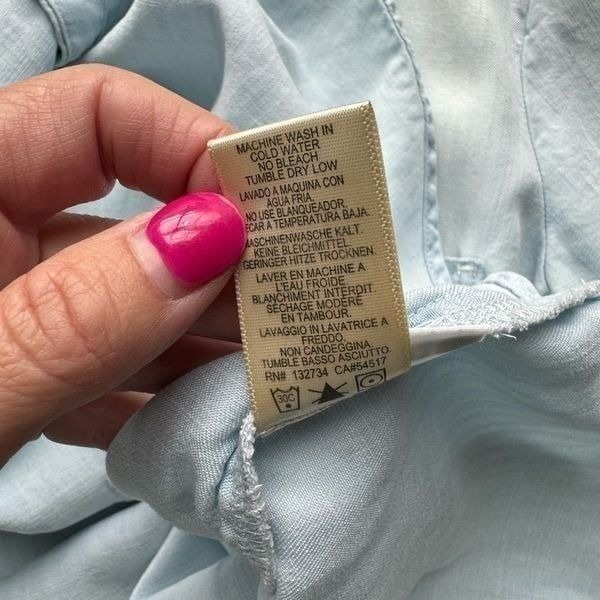 MACHINE WASH IN
COLD WATER
NO BLEACH
TUMBLE DRY LOW
LAVADO A MAQUINA CON
AGUA FRIA.
NO USE BLANQUEADOR.
CAR A TEMPERATURA BAJA.
ASCHINENWASCHE KALT.
KEINE BLEICHMITTEL.
GERINGER HITZE TROCKNEN.
LAVER EN MACHINE A
L'EAU FROIDE
BLANCHIMENT INTERDIT
SECHAGE MODERE
EN TAMBOUR.
LAVAGGIO IN LAVATRICE A
FREDDO.
NON CANDEGGINA.
TUMBLE BASSO ASCIUTTO.
RN# 132734 CA#54517
30C